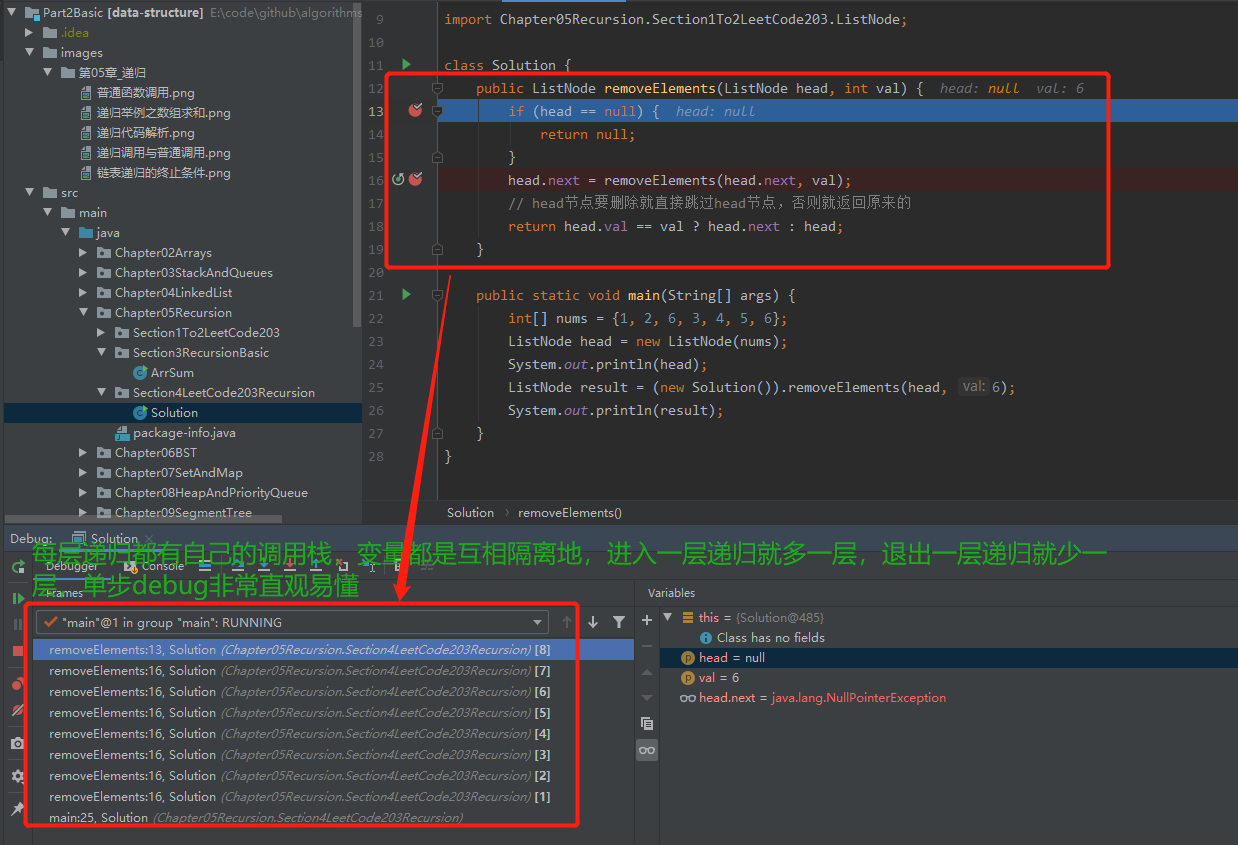 Part2Basic [data-structure] E:\code\github\algorithms
.idea
images
第05章_递归
普通函数调用.png
递归举例之数组求和.png
递归代码解析.png
递归调用与普通调用.png
链表递归的终止条件.png
src
main
java
Chapter02Arrays
Chapter03StackAndQueues
Chapter04LinkedList
Chapter05Recursion
Section1To2LeetCode203
Section3RecursionBasic
ArrSum
Section4LeetCode203Recursion
Solution
package-info.java
Chapter06BST
Chapter07SetAndMap
Chapter08HeapAndPriorityQueue
Chapter09SegmentTree
9 import Chapter05Recursion.Section1To2LeetCode203.ListNode;
10
11 class Solution {
12 public ListNode removeElements(ListNode head, int val) { head: null val: 6
13 if (head == null) { head: null
14 return null;
15 }
16 head.next = removeElements(head.next, val);
17 // head节点要删除就直接跳过head节点，否则就返回原来的
18 return head.val == val ? head.next : head;
19 }
20
21 public static void main(String[] args) {
22 int[] nums = {1, 2, 6, 3, 4, 5, 6};
23 ListNode head = new ListNode(nums);
24 System.out.println(head);
25 ListNode result = (new Solution()).removeElements(head, val: 6);
26 System.out.println(result);
27 }
28 }
Solution › removeElements()
Debug: Solution
每层递归都有自己的调用栈，变量都是互相隔离地，进入一层递归就多一层，退出一层递归就少一
层，单步debug非常直观易懂
Debugger Console
Frames
"main"@1 in group "main": RUNNING
removeElements:13, Solution (Chapter05Recursion.Section4LeetCode203Recursion) [8]
removeElements:16, Solution (Chapter05Recursion.Section4LeetCode203Recursion) [7]
removeElements:16, Solution (Chapter05Recursion.Section4LeetCode203Recursion) [6]
removeElements:16, Solution (Chapter05Recursion.Section4LeetCode203Recursion) [5]
removeElements:16, Solution (Chapter05Recursion.Section4LeetCode203Recursion) [4]
removeElements:16, Solution (Chapter05Recursion.Section4LeetCode203Recursion) [3]
removeElements:16, Solution (Chapter05Recursion.Section4LeetCode203Recursion) [2]
removeElements:16, Solution (Chapter05Recursion.Section4LeetCode203Recursion) [1]
main:25, Solution (Chapter05Recursion.Section4LeetCode203Recursion)
Variables
this = {Solution@485}
Class has no fields
head = null
val = 6
head.next = java.lang.NullPointerException